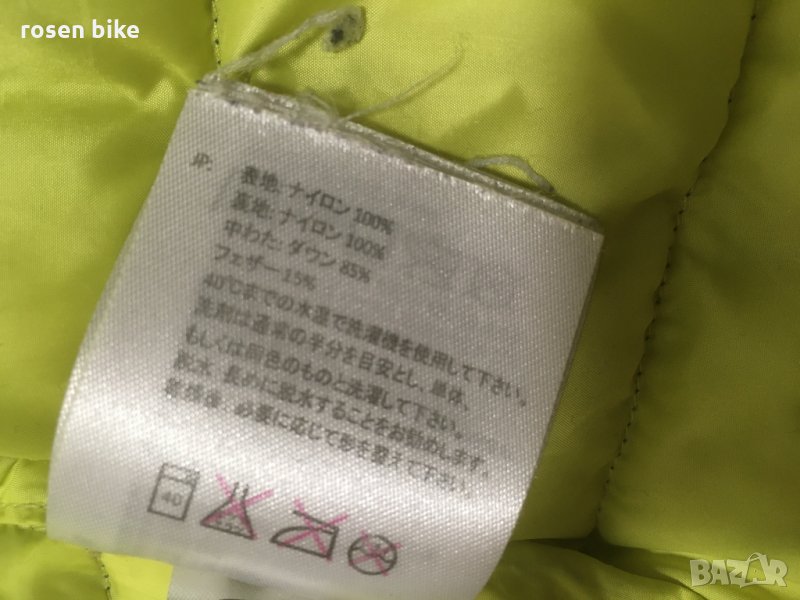 rosen bike
JP:
表地: ナイロン 100%
裏地: ナイロン 100%
中わた: ダウン 85%
フェザー 15%
40℃までの水温で洗濯機を使用して下さい。
洗剤は通常の半分を目安とし、単体、
もしくは同色のものと洗濯して下さい。
脱水: 長めに脱水することをお勧めします。
乾燥後: 必要に応じて形を整えて下さい。
40
BAZAR